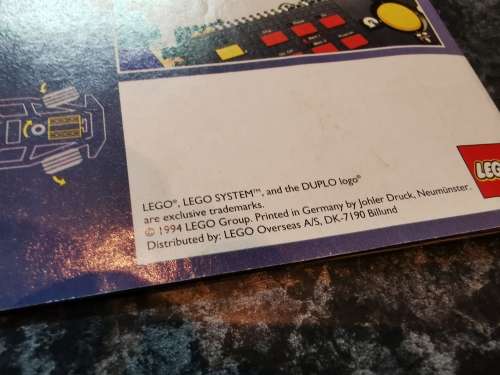 LEGO®, LEGO SYSTEM™, and the DUPLO logo®
are exclusive trademarks.
© 1994 LEGO Group. Printed in Germany by Johler Druck, Neumünster.
Distributed by: LEGO Overseas A/S, DK-7190 Billund